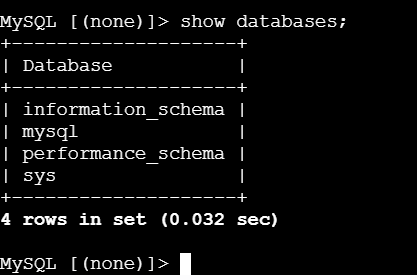 MySQL [(none)]> show databases;
+--------------------+
| Database           |
+--------------------+
| information_schema |
| mysql              |
| performance_schema |
| sys                |
+--------------------+
4 rows in set (0.032 sec)
MySQL [(none)]>